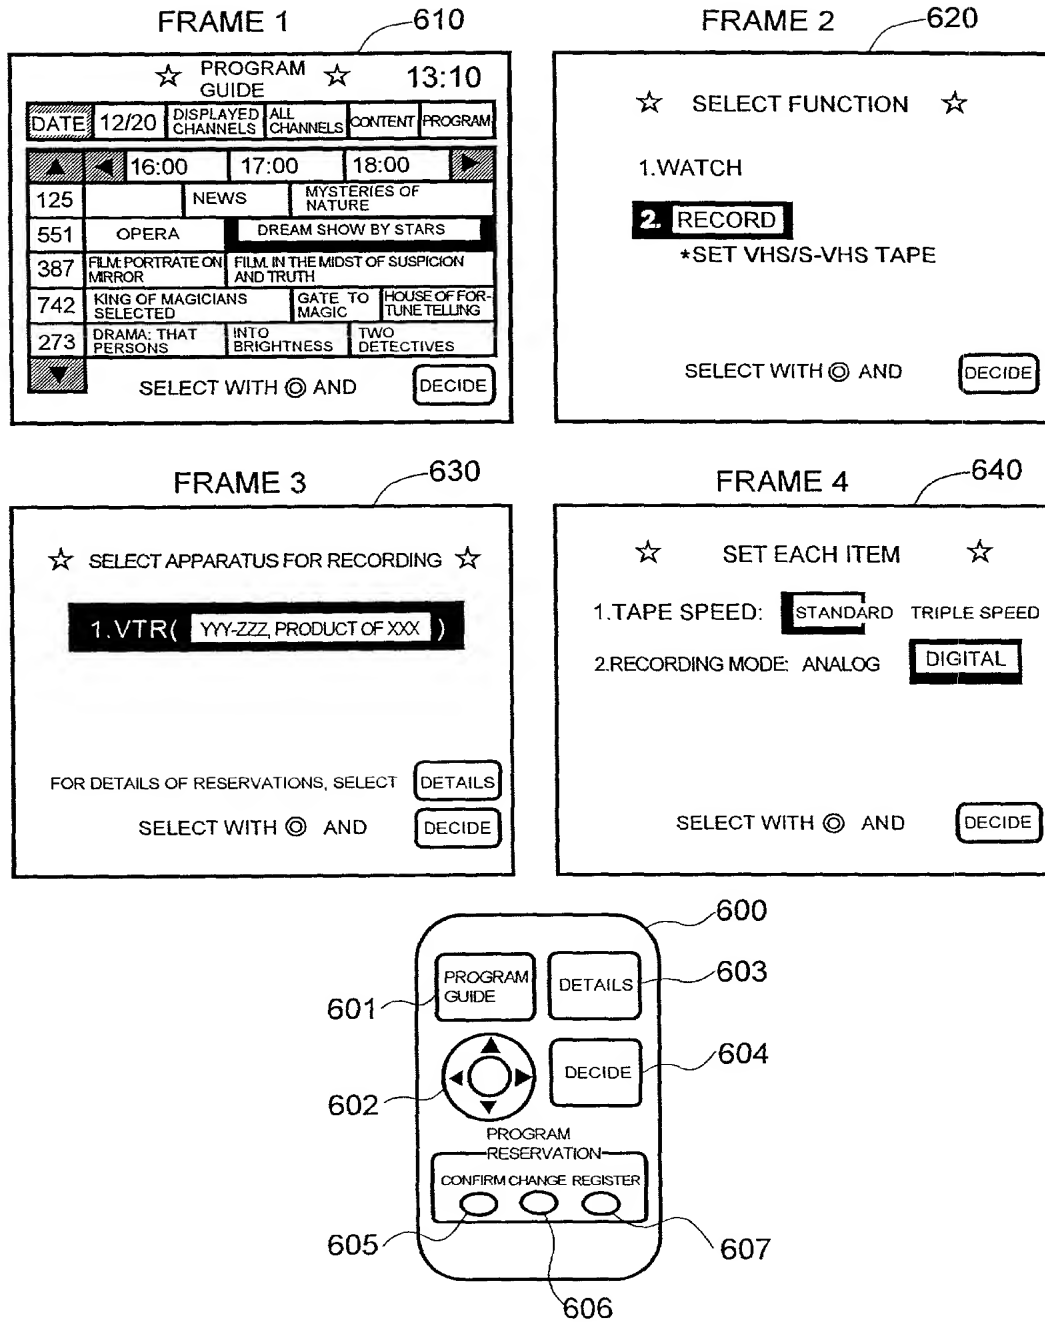 FRAME 1
610
☆ PROGRAM GUIDE ☆ 13:10
DATE 12/20 DISPLAYED CHANNELS ALL CHANNELS CONTENT PROGRAM
▲ ◀ 16:00 17:00 18:00 ▶
125 NEWS MYSTERIES OF NATURE
551 OPERA DREAM SHOW BY STARS
387 FILM: PORTRATE ON MIRROR FILM. IN THE MIDST OF SUSPICION AND TRUTH
742 KING OF MAGICIANS SELECTED GATE TO MAGIC HOUSE OF FOR-TUNE TELLING
273 DRAMA: THAT PERSONS INTO BRIGHTNESS TWO DETECTIVES
▼ SELECT WITH ◎ AND DECIDE
FRAME 2
620
☆ SELECT FUNCTION ☆
1.WATCH
2. RECORD
*SET VHS/S-VHS TAPE
SELECT WITH ◎ AND DECIDE
FRAME 3
630
☆ SELECT APPARATUS FOR RECORDING ☆
1.VTR( YYY-ZZZ, PRODUCT OF XXX )
FOR DETAILS OF RESERVATIONS, SELECT DETAILS
SELECT WITH ◎ AND DECIDE
FRAME 4
640
☆ SET EACH ITEM ☆
1.TAPE SPEED: STANDARD TRIPLE SPEED
2.RECORDING MODE: ANALOG DIGITAL
SELECT WITH ◎ AND DECIDE
600
PROGRAM GUIDE
601
DETAILS
603
602
DECIDE
604
PROGRAM
RESERVATION
CONFIRM CHANGE REGISTER
605
606
607